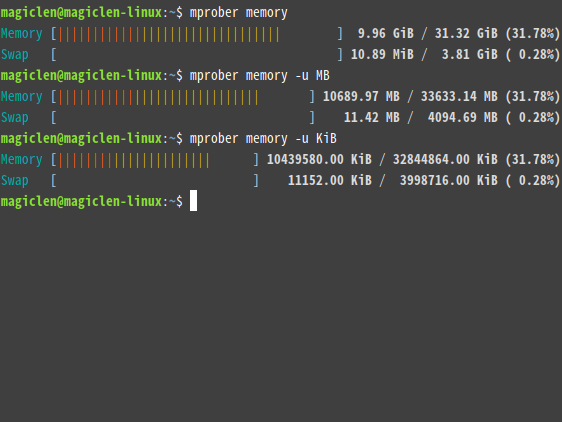 magiclen@magiclen-linux:~$ mprober memory
Memory [||||||||||||||||||||||||||||||||        ]  9.96 GiB / 31.32 GiB (31.78%)
Swap   [                                        ] 10.89 MiB /  3.81 GiB ( 0.28%)
magiclen@magiclen-linux:~$ mprober memory -u MB
Memory [|||||||||||||||||||||||||||||       ] 10689.97 MB / 33633.14 MB (31.78%)
Swap   [                                    ]    11.42 MB /  4094.69 MB ( 0.28%)
magiclen@magiclen-linux:~$ mprober memory -u KiB
Memory [||||||||||||||||||||||      ] 10439580.00 KiB / 32844864.00 KiB (31.78%)
Swap   [                            ]    11152.00 KiB /  3998716.00 KiB ( 0.28%)
magiclen@magiclen-linux:~$